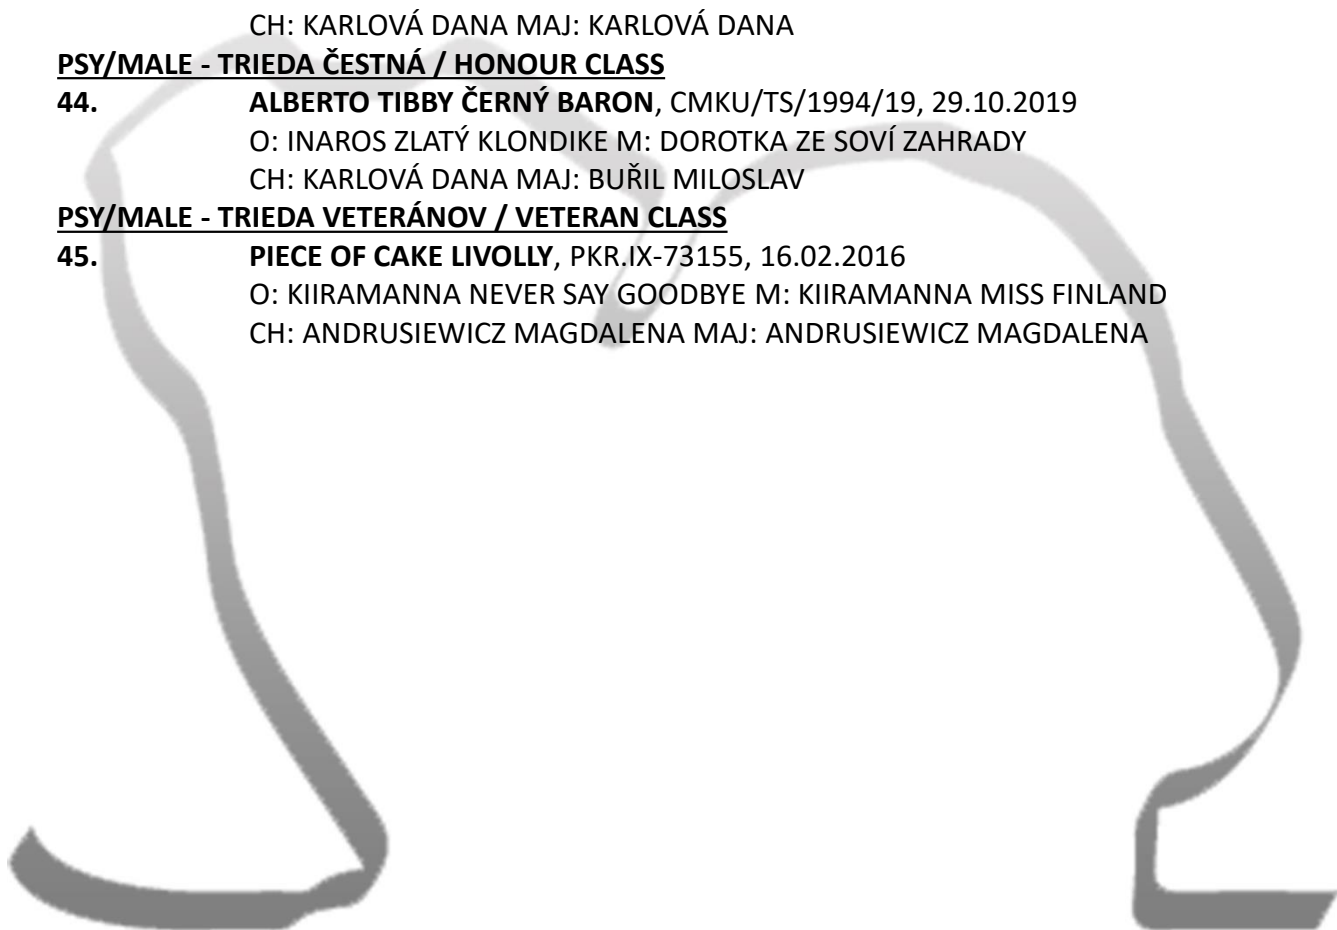 CH: KARLOVÁ DANA MAJ: KARLOVÁ DANA
PSY/MALE - TRIEDA ČESTNÁ / HONOUR CLASS
44. ALBERTO TIBBY ČERNÝ BARON, CMKU/TS/1994/19, 29.10.2019
O: INAROS ZLATÝ KLONDIKE M: DOROTKA ZE SOVÍ ZAHRADY
CH: KARLOVÁ DANA MAJ: BUŘIL MILOSLAV
PSY/MALE - TRIEDA VETERÁNOV / VETERAN CLASS
45. PIECE OF CAKE LIVOLLY, PKR.IX-73155, 16.02.2016
O: KIIRAMANNA NEVER SAY GOODBYE M: KIIRAMANNA MISS FINLAND
CH: ANDRUSIEWICZ MAGDALENA MAJ: ANDRUSIEWICZ MAGDALENA